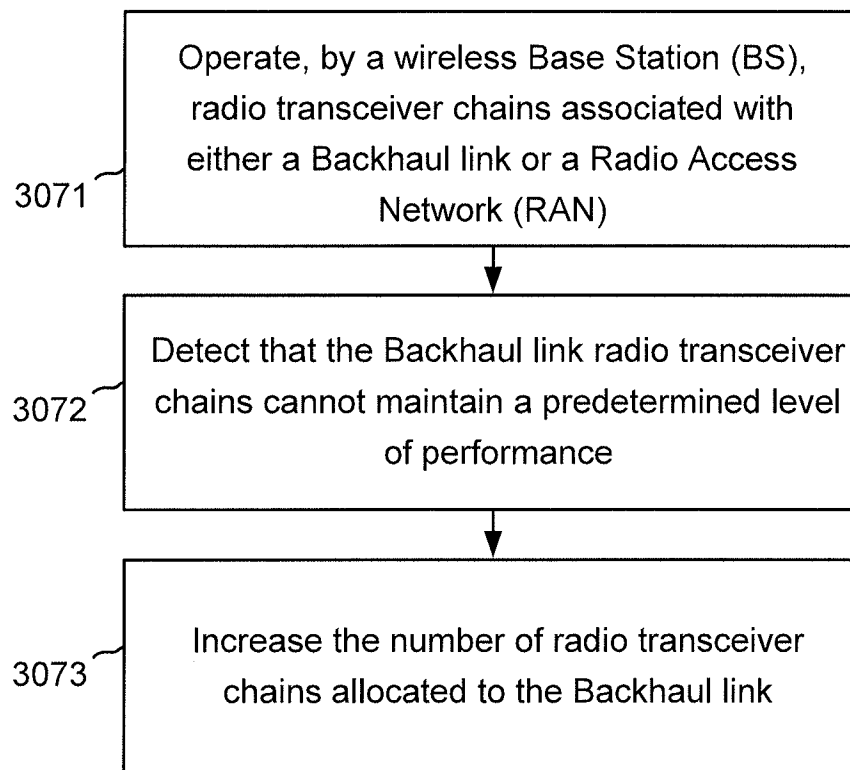 Operate, by a wireless Base Station (BS),
radio transceiver chains associated with
either a Backhaul link or a Radio Access
Network (RAN)
3071
Detect that the Backhaul link radio transceiver
chains cannot maintain a predetermined level
of performance
3072
Increase the number of radio transceiver
chains allocated to the Backhaul link
3073